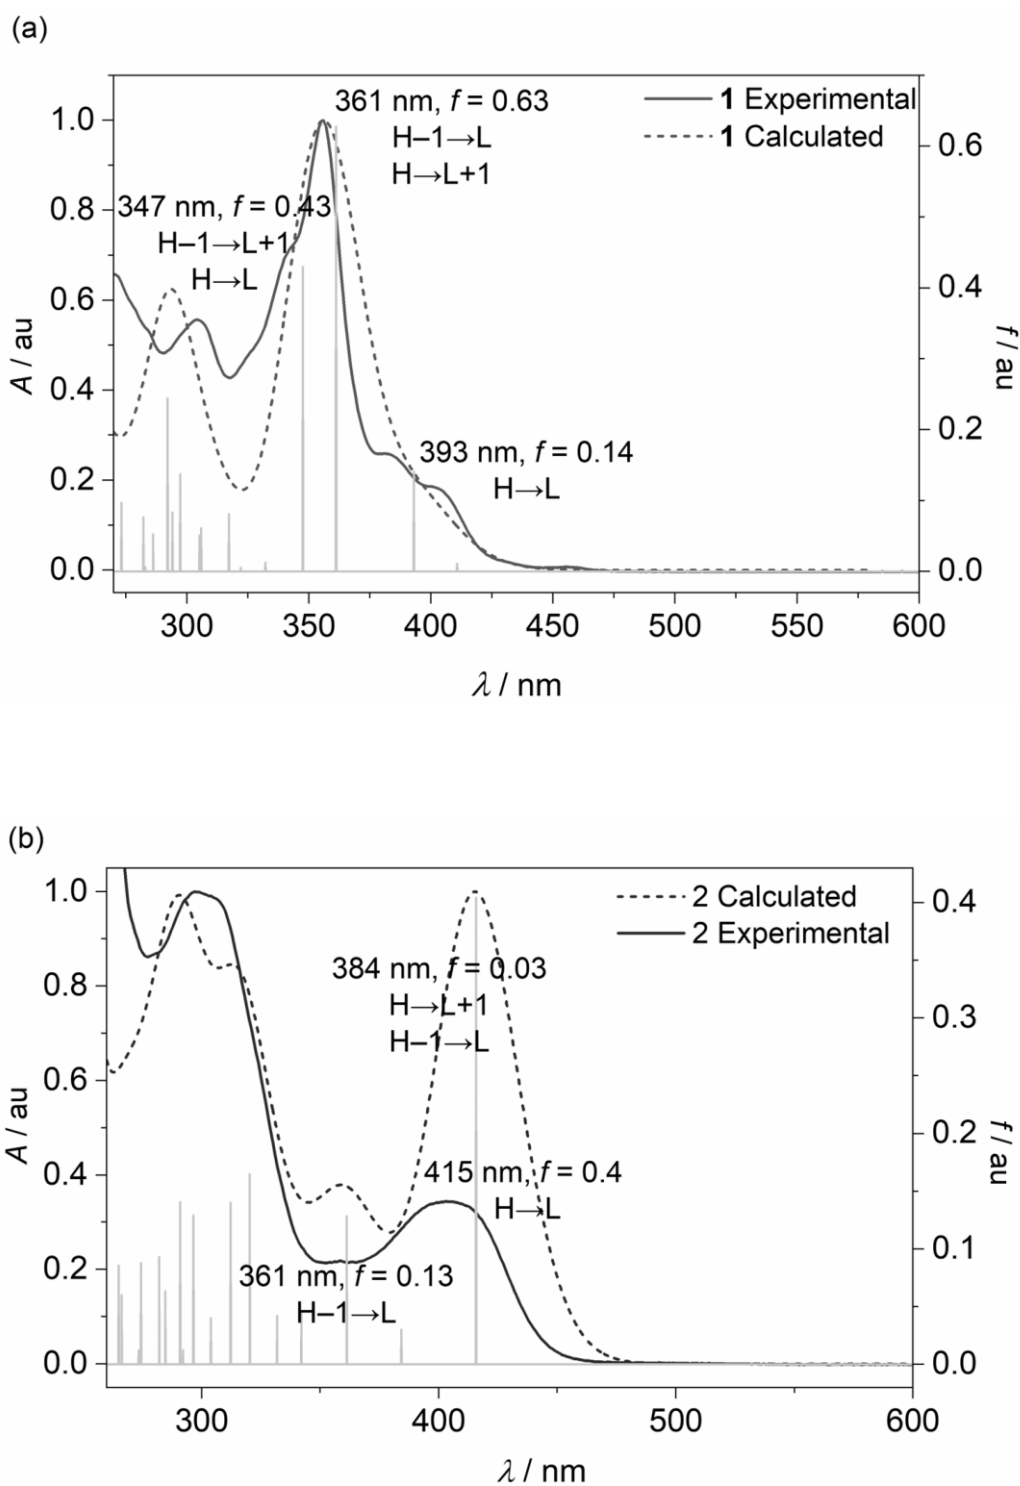 (a)
361 nm, f = 0.63
H–1→L
H→L+1
1 Experimental
1 Calculated
347 nm, f = 0.43
H–1→L+1
H→L
393 nm, f = 0.14
H→L
1.0
0.8
0.6
0.4
0.2
0.0
A / au
0.6
0.4
0.2
0.0
f / au
300 350 400 450 500 550 600
λ / nm
(b)
2 Calculated
2 Experimental
384 nm, f = 0.03
H→L+1
H–1→L
415 nm, f = 0.4
H→L
361 nm, f = 0.13
H–1→L
1.0
0.8
0.6
0.4
0.2
0.0
A / au
0.4
0.3
0.2
0.1
0.0
f / au
300 400 500 600
λ / nm